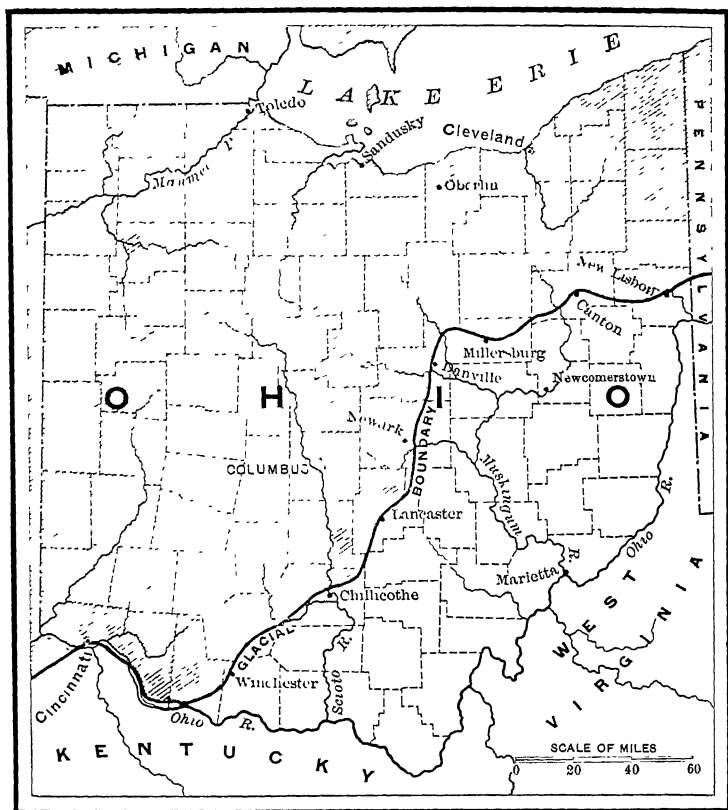 MICHIGAN
LAKE ERIE
Toledo
Cleveland
Sandusky
Maumee
Oberlin
PENNSYLVANIA
New Lisbon
Canton
Millersburg
Danville
Newcomerstown
OHIO
Newark
BOUNDARY
COLUMBUS
Muskingum
R.
Ohio
R.
Lancaster
Marietta
WEST
VIRGINIA
Chillicothe
GLACIAL
Scioto
R.
Winchester
Cincinnati
Ohio
R.
KENTUCKY
SCALE OF MILES
0 20 40 60